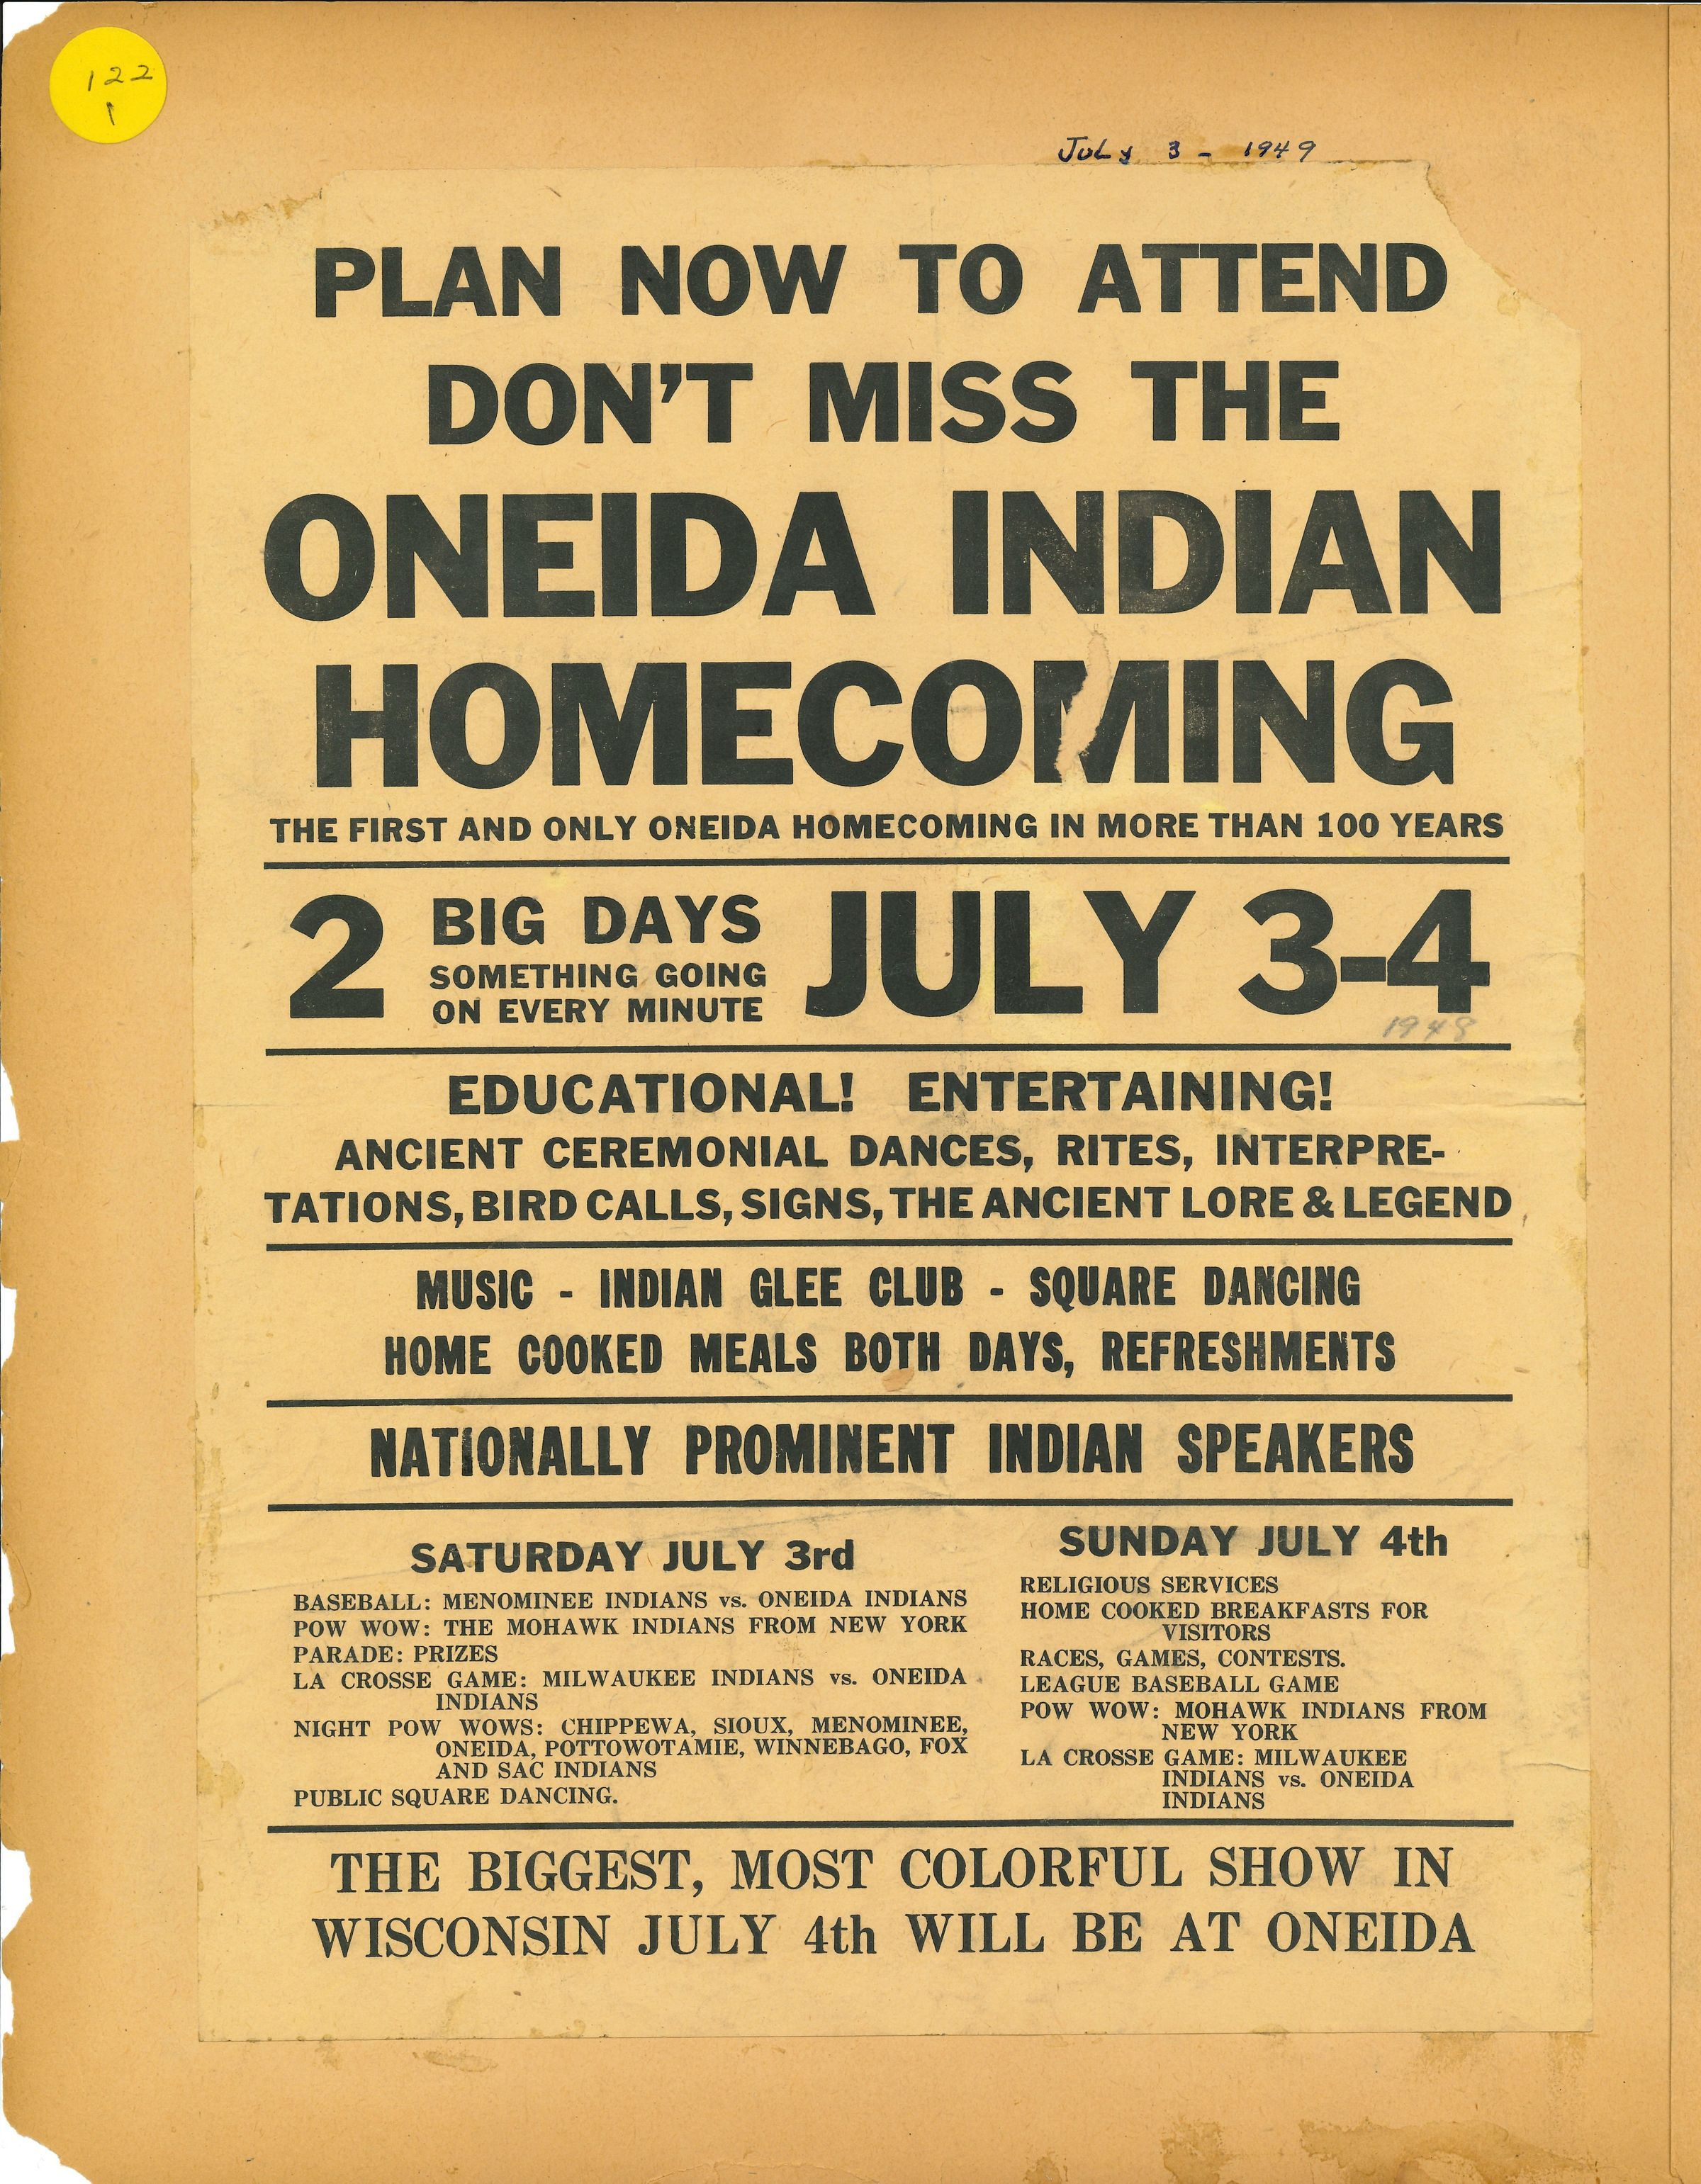 122
1
July 3 - 1949
PLAN NOW TO ATTEND
DON'T MISS THE
ONEIDA INDIAN
HOMECOMING
THE FIRST AND ONLY ONEIDA HOMECOMING IN MORE THAN 100 YEARS
2 BIG DAYS JULY 3-4
SOMETHING GOING
ON EVERY MINUTE
1948
EDUCATIONAL! ENTERTAINING!
ANCIENT CEREMONIAL DANCES, RITES, INTERPRE-
TATIONS, BIRD CALLS, SIGNS, THE ANCIENT LORE & LEGEND
MUSIC - INDIAN GLEE CLUB - SQUARE DANCING
HOME COOKED MEALS BOTH DAYS, REFRESHMENTS
NATIONALLY PROMINENT INDIAN SPEAKERS
SATURDAY JULY 3rd
BASEBALL: MENOMINEE INDIANS vs. ONEIDA INDIANS
POW WOW: THE MOHAWK INDIANS FROM NEW YORK
PARADE: PRIZES
LA CROSSE GAME: MILWAUKEE INDIANS vs. ONEIDA
INDIANS
NIGHT POW WOWS: CHIPPEWA, SIOUX, MENOMINEE,
ONEIDA, POTTOWOTAMIE, WINNEBAGO, FOX
AND SAC INDIANS
PUBLIC SQUARE DANCING.
SUNDAY JULY 4th
RELIGIOUS SERVICES
HOME COOKED BREAKFASTS FOR
VISITORS
RACES, GAMES, CONTESTS.
LEAGUE BASEBALL GAME
POW WOW: MOHAWK INDIANS FROM
NEW YORK
LA CROSSE GAME: MILWAUKEE
INDIANS vs. ONEIDA
INDIANS
THE BIGGEST, MOST COLORFUL SHOW IN
WISCONSIN JULY 4th WILL BE AT ONEIDA